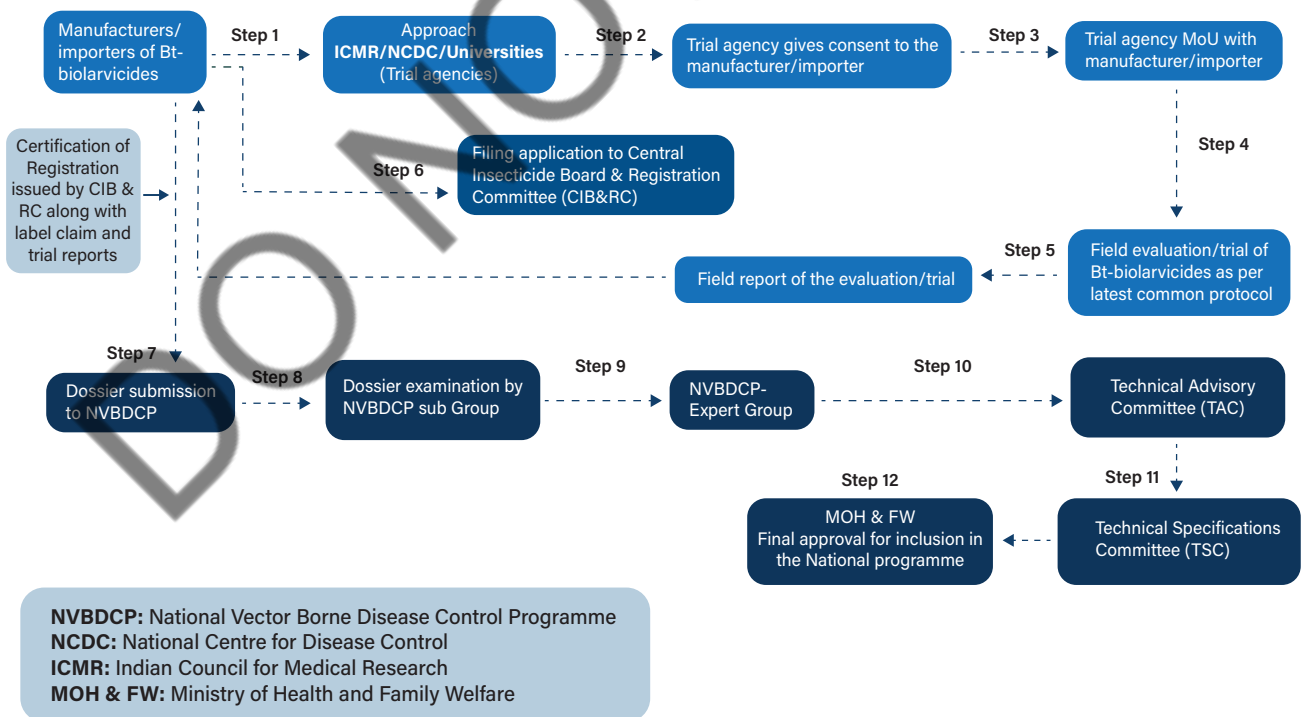 Manufacturers/
importers of Bt-
biolarvicides
Step 1
Approach
ICMR/NCDC/Universities
(Trial agencies)
Step 2
Trial agency gives consent to the
manufacturer/importer
Step 3
Trial agency MoU with
manufacturer/importer
Step 4
Certification of
Registration
issued by CIB &
RC along with
label claim and
trial reports
Step 6
Filing application to Central
Insecticide Board & Registration
Committee (CIB&RC)
Field evaluation/trial of
Bt-biolarvicides as per
latest common protocol
Step 5
Field report of the evaluation/trial
Step 7
Dossier submission
to NVBDCP
Step 8
Dossier examination by
NVBDCP sub Group
Step 9
NVBDCP-
Expert Group
Step 10
Technical Advisory
Committee (TAC)
Step 11
Technical Specifications
Committee (TSC)
Step 12
MOH & FW
Final approval for inclusion in
the National programme
NVBDCP: National Vector Borne Disease Control Programme
NCDC: National Centre for Disease Control
ICMR: Indian Council for Medical Research
MOH & FW: Ministry of Health and Family Welfare
DO NO